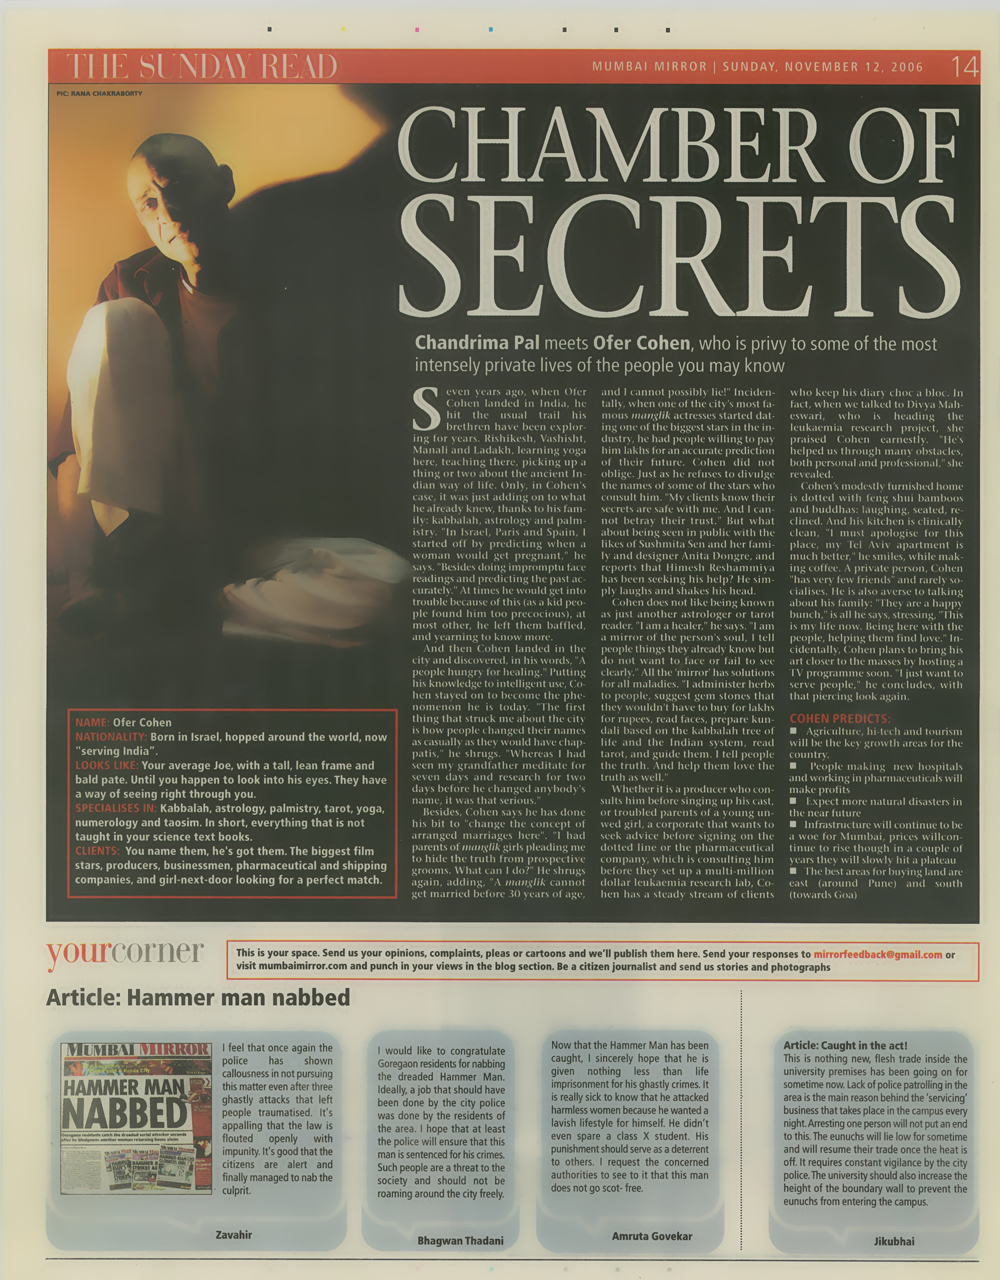 THE SUNDAY READ
MUMBAI MIRROR | SUNDAY, NOVEMBER 12, 2006
14
PIC: RANA CHAKRABORTY
CHAMBER OF
SECRETS
Chandrima Pal meets Ofer Cohen, who is privy to some of the most
intensely private lives of the people you may know
Seven years ago, when Ofer
Cohen landed in India, he
hit the usual trail his
brethren have been explor-
ing for years. Rishikesh, Vashisht,
Manali and Ladakh, learning yoga
here, teaching there, picking up a
thing or two about the ancient In-
dian way of life. Only, in Cohen's
case, it was just adding on to what
he already knew, thanks to his fam-
ily: kabbalah, astrology and palm-
istry. "In Israel, Paris and Spain, I
started off by predicting when a
woman would get pregnant," he
says. "Besides doing impromptu face
readings and predicting the past ac-
curately." At times he would get into
trouble because of this (as a kid peo-
ple found him too precocious), at
most other, he left them baffled,
and yearning to know more.
And then Cohen landed in the
city and discovered, in his words, "A
people hungry for healing." Putting
his knowledge to intelligent use, Co-
hen stayed on to become the phe-
nomenon he is today. "The first
thing that struck me about the city
is how people changed their names
as casually as they would have chap-
patis," he shrugs. "Whereas I had
seen my grandfather meditate for
seven days and research for two
days before he changed anybody's
name, it was that serious."
Besides, Cohen says he has done
his bit to "change the concept of
arranged marriages here". "I had
parents of manglik girls pleading me
to hide the truth from prospective
grooms. What can I do?" He shrugs
again, adding, "A manglik cannot
get married before 30 years of age,
and I cannot possibly lie!" Inciden-
tally, when one of the city's most fa-
mous manglik actresses started dat-
ing one of the biggest stars in the in-
dustry, he had people willing to pay
him lakhs for an accurate prediction
of their future. Cohen did not
oblige. Just as he refuses to divulge
the names of some of the stars who
consult him. "My clients know their
secrets are safe with me. And I can-
not betray their trust." But what
about being seen in public with the
likes of Sushmita Sen and her fami-
ly and designer Anita Dongre, and
reports that Himesh Reshammiya
has been seeking his help? He sim-
ply laughs and shakes his head.
Cohen does not like being known
as just another astrologer or tarot
reader. "I am a healer," he says. "I am
a mirror of the person's soul, I tell
people things they already know but
do not want to face or fail to see
clearly." All the 'mirror' has solutions
for all maladies. "I administer herbs
to people, suggest gem stones that
they wouldn't have to buy for lakhs
for rupees, read faces, prepare kun-
dali based on the kabbalah tree of
life and the Indian system, read
tarot, and guide them. I tell people
the truth. And help them love the
truth as well."
Whether it is a producer who con-
sults him before singing up his cast,
or troubled parents of a young un-
wed girl, a corporate that wants to
seek advice before signing on the
dotted line or the pharmaceutical
company, which is consulting him
before they set up a multi-million
dollar leukaemia research lab, Co-
hen has a steady stream of clients
who keep his diary choc a bloc. In
fact, when we talked to Divya Mah-
eswari, who is heading the
leukaemia research project, she
praised Cohen earnestly. "He's
helped us through many obstacles,
both personal and professional," she
revealed.
Cohen's modestly furnished home
is dotted with feng shui bamboos
and buddhas: laughing, seated, re-
clined. And his kitchen is clinically
clean, "I must apologise for this
place, my Tel Aviv apartment is
much better," he smiles, while mak-
ing coffee. A private person, Cohen
"has very few friends" and rarely so-
cialises. He is also averse to talking
about his family: "They are a happy
bunch," is all he says, stressing, "This
is my life now. Being here with the
people, helping them find love." In-
cidentally, Cohen plans to bring his
art closer to the masses by hosting a
TV programme soon. "I just want to
serve people," he concludes, with
that piercing look again.
COHEN PREDICTS:
■ Agriculture, hi-tech and tourism
will be the key growth areas for the
country.
■ People making new hospitals
and working in pharmaceuticals will
make profits
■ Expect more natural disasters in
the near future
■ Infrastructure will continue to be
a woe for Mumbai, prices willcon-
tinue to rise though in a couple of
years they will slowly hit a plateau
■ The best areas for buying land are
east (around Pune) and south
(towards Goa)
NAME: Ofer Cohen
NATIONALITY: Born in Israel, hopped around the world, now
"serving India".
LOOKS LIKE: Your average Joe, with a tall, lean frame and
bald pate. Until you happen to look into his eyes. They have
a way of seeing right through you.
SPECIALISES IN: Kabbalah, astrology, palmistry, tarot, yoga,
numerology and taosim. In short, everything that is not
taught in your science text books.
CLIENTS: You name them, he's got them. The biggest film
stars, producers, businessmen, pharmaceutical and shipping
companies, and girl-next-door looking for a perfect match.
yourcorner
This is your space. Send us your opinions, complaints, pleas or cartoons and we'll publish them here. Send your responses to mirrorfeedback@gmail.com or
visit mumbaimirror.com and punch in your views in the blog section. Be a citizen journalist and send us stories and photographs
Article: Hammer man nabbed
MUMBAI MIRROR
HAMMER MAN
NABBED
I feel that once again the
police has shown
callousness in not pursuing
this matter even after three
ghastly attacks that left
people traumatised. It's
appalling that the law is
flouted openly with
impunity. It's good that the
citizens are alert and
finally managed to nab the
culprit.
Zavahir
I would like to congratulate
Goregaon residents for nabbing
the dreaded Hammer Man.
Ideally, a job that should have
been done by the city police
was done by the residents of
the area. I hope that at least
the police will ensure that this
man is sentenced for his crimes.
Such people are a threat to the
society and should not be
roaming around the city freely.
Bhagwan Thadani
Now that the Hammer Man has been
caught, I sincerely hope that he is
given nothing less than life
imprisonment for his ghastly crimes. It
is really sick to know that he attacked
harmless women because he wanted a
lavish lifestyle for himself. He didn't
even spare a class X student. His
punishment should serve as a deterrent
to others. I request the concerned
authorities to see to it that this man
does not go scot- free.
Amruta Govekar
Article: Caught in the act!
This is nothing new, flesh trade inside the
university premises has been going on for
sometime now. Lack of police patrolling in the
area is the main reason behind the 'servicing'
business that takes place in the campus every
night. Arresting one person will not put an end
to this. The eunuchs will lie low for sometime
and will resume their trade once the heat is
off. It requires constant vigilance by the city
police. The university should also increase the
height of the boundary wall to prevent the
eunuchs from entering the campus.
Jikubhai